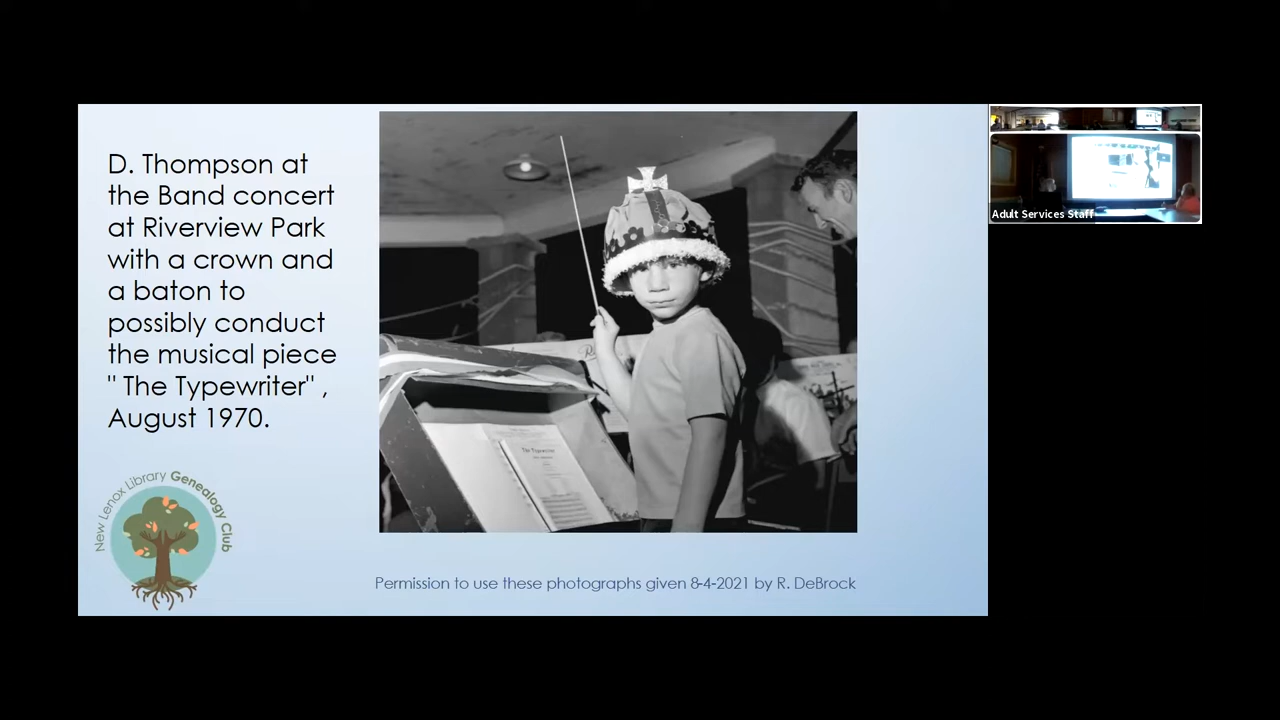 D. Thompson at
the Band concert
at Riverview Park
with a crown and
a baton to
possibly conduct
the musical piece
" The Typewriter" ,
August 1970.
The Typewriter
New Lenox Library Genealogy Club
Permission to use these photographs given 8-4-2021 by R. DeBrock
Adult Services Staff